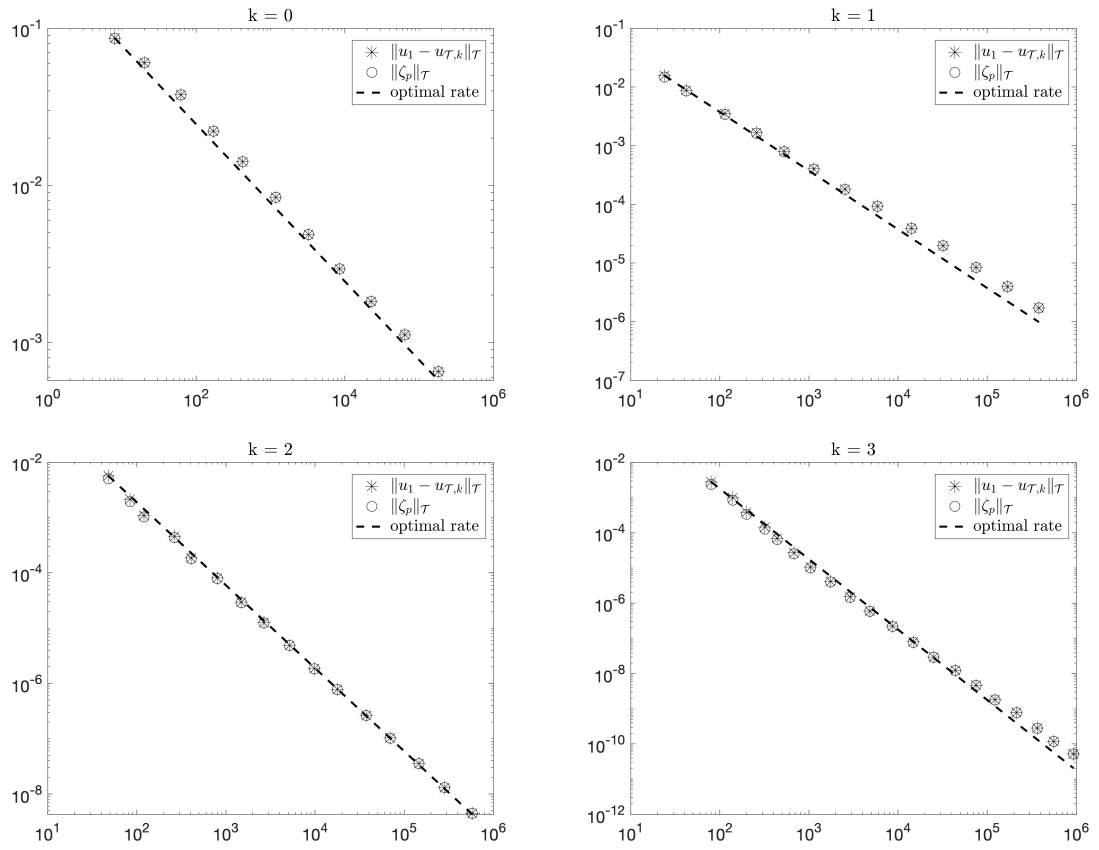 k = 0
10^-1
10^-2
10^-3
10^0
10^2
10^4
10^6
‖u_1 − u_{𝒯,k}‖_𝒯
‖ζ_p‖_𝒯
optimal rate
k = 1
10^-1
10^-2
10^-3
10^-4
10^-5
10^-6
10^-7
10^1
10^2
10^3
10^4
10^5
10^6
‖u_1 − u_{𝒯,k}‖_𝒯
‖ζ_p‖_𝒯
optimal rate
k = 2
10^-2
10^-4
10^-6
10^-8
10^1
10^2
10^3
10^4
10^5
10^6
‖u_1 − u_{𝒯,k}‖_𝒯
‖ζ_p‖_𝒯
optimal rate
k = 3
10^-2
10^-4
10^-6
10^-8
10^-10
10^-12
10^1
10^2
10^3
10^4
10^5
10^6
‖u_1 − u_{𝒯,k}‖_𝒯
‖ζ_p‖_𝒯
optimal rate